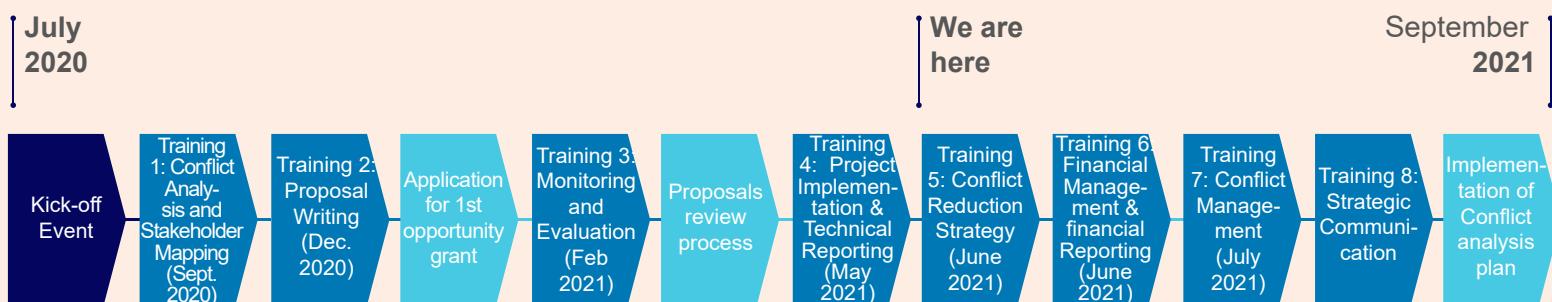 July
2020
We are
here
September
2021
Kick-off
Event
Training
1: Conflict
Analy-
sis and
Stakeholder
Mapping
(Sept.
2020)
Training 2:
Proposal
Writing
(Dec.
2020)
Application
for 1st
opportunity
grant
Training 3:
Monitoring
and
Evaluation
(Feb
2021)
Proposals
review
process
Training
4: Project
Implemen-
tation &
Technical
Reporting
(May
2021)
Training
5: Conflict
Reduction
Strategy
(June
2021)
Training 6:
Financial
Manage-
ment &
financial
Reporting
(June
2021)
Training
7: Conflict
Manage-
ment
(July
2021)
Training 8:
Strategic
Communi-
cation
Implemen-
tation of
Conflict
analysis
plan